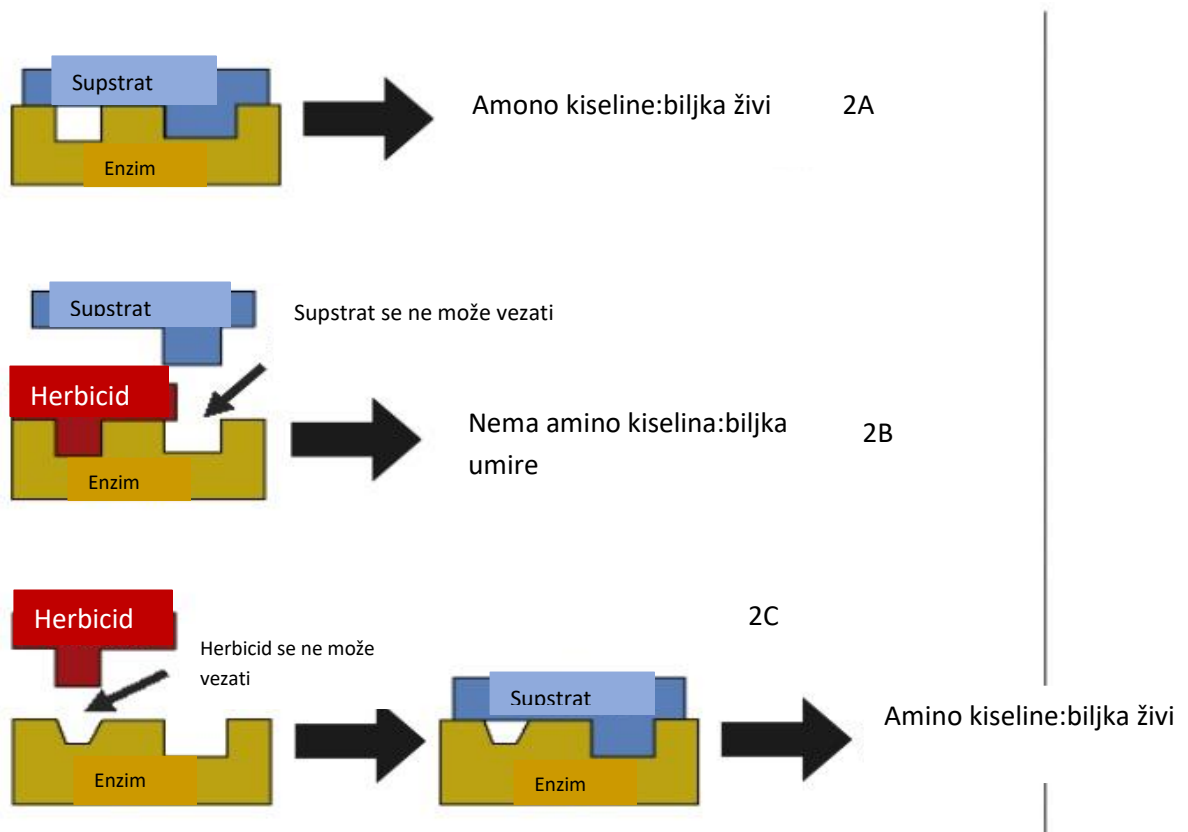 Supstrat
Enzim
Amono kiseline:biljka živi
2A
Supstrat
Supstrat se ne može vezati
Herbicid
Enzim
Nema amino kiselina:biljka
umire
2B
Herbicid
Herbicid se ne može
vezati
Enzim
2C
Supstrat
Enzim
Amino kiseline:biljka živi